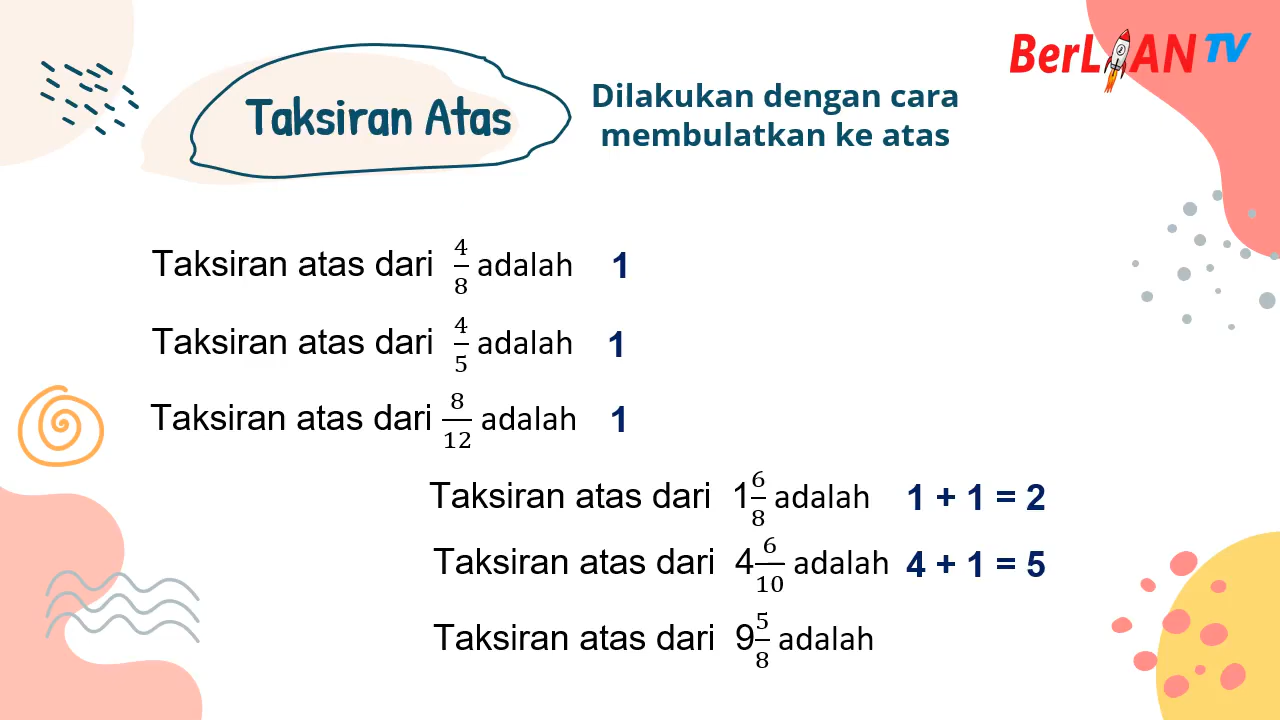 BerLIAN TV
Taksiran Atas
Dilakukan dengan cara
membulatkan ke atas
Taksiran atas dari 4/8 adalah 1
Taksiran atas dari 4/5 adalah 1
Taksiran atas dari 8/12 adalah 1
Taksiran atas dari 1 6/8 adalah 1 + 1 = 2
Taksiran atas dari 4 6/10 adalah 4 + 1 = 5
Taksiran atas dari 9 5/8 adalah